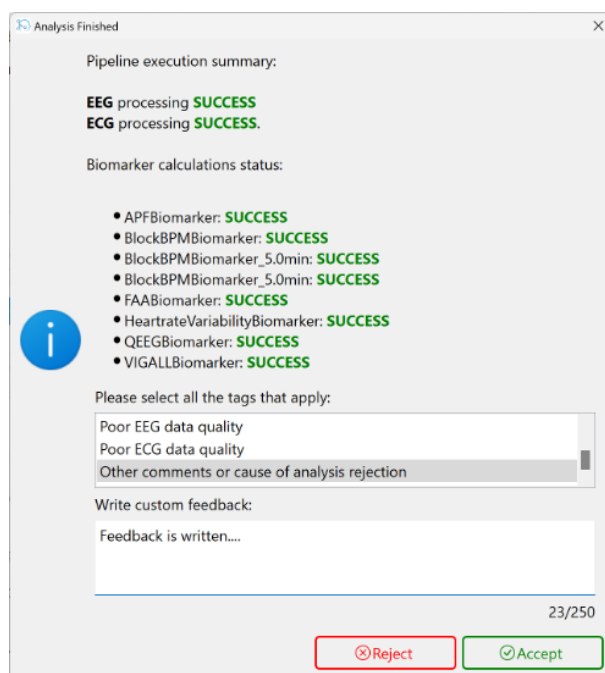 Analysis Finished
Pipeline execution summary:
EEG processing SUCCESS
ECG processing SUCCESS.
Biomarker calculations status:
• APFBiomarker: SUCCESS
• BlockBPMBiomarker: SUCCESS
• BlockBPMBiomarker_5.0min: SUCCESS
• BlockBPMBiomarker_5.0min: SUCCESS
• FAABiomarker: SUCCESS
• HeartrateVariabilityBiomarker: SUCCESS
• QEEGBiomarker: SUCCESS
• VIGALLBiomarker: SUCCESS
Please select all the tags that apply:
Poor EEG data quality
Poor ECG data quality
Other comments or cause of analysis rejection
Write custom feedback:
Feedback is written....
23/250
Reject
Accept